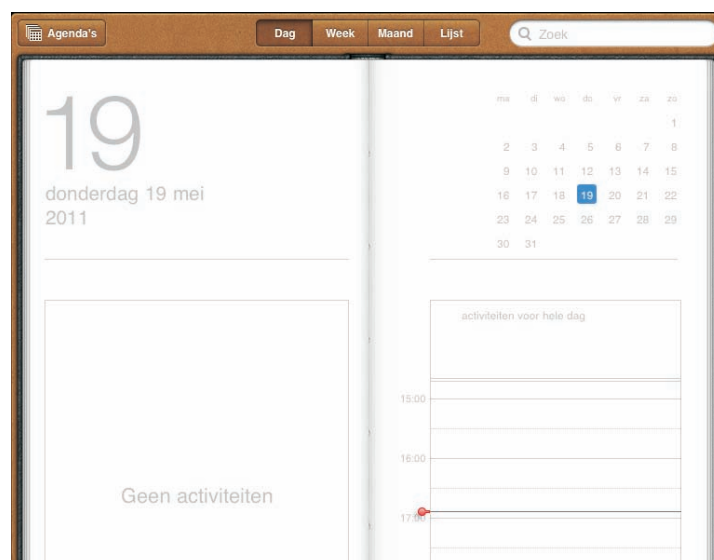 Agenda's Dag Week Maand Lijst Zoek
19
donderdag 19 mei
2011
ma di wo do vr za zo
1
2 3 4 5 6 7 8
9 10 11 12 13 14 15
16 17 18 19 20 21 22
23 24 25 26 27 28 29
30 31
Geen activiteiten
activiteiten voor hele dag
15:00
16:00
17:00